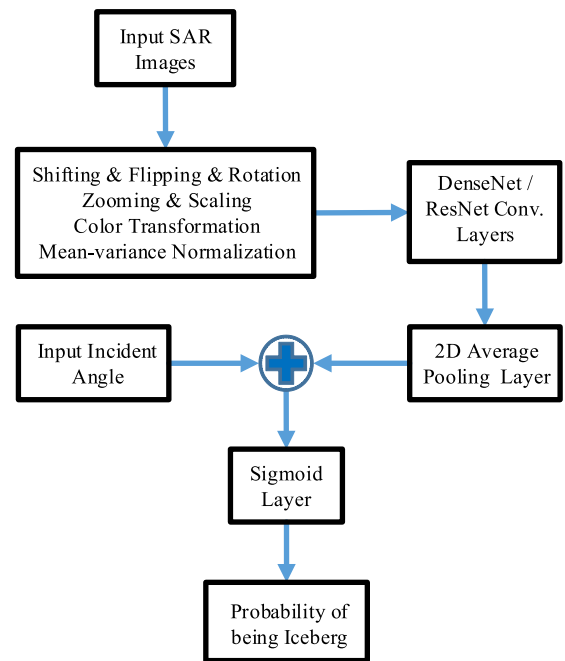 Input SAR
Images
Shifting & Flipping & Rotation
Zooming & Scaling
Color Transformation
Mean-variance Normalization
DenseNet /
ResNet Conv.
Layers
Input Incident
Angle
2D Average
Pooling Layer
Sigmoid
Layer
Probability of
being Iceberg